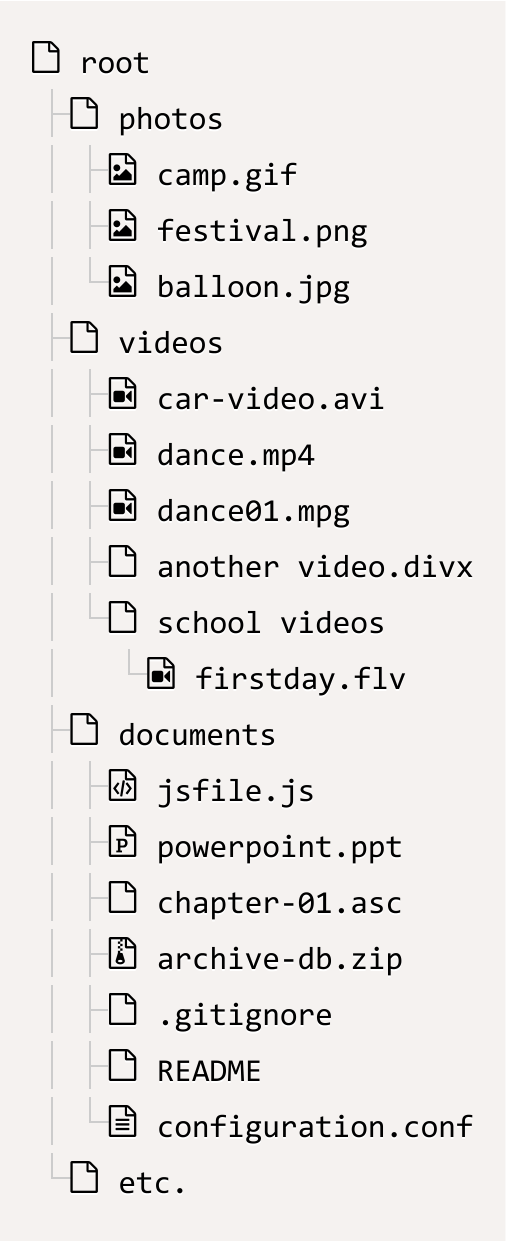 root
photos
camp.gif
festival.png
balloon.jpg
videos
car-video.avi
dance.mp4
dance01.mpg
another video.divx
school videos
firstday.flv
documents
jsfile.js
powerpoint.ppt
chapter-01.asc
archive-db.zip
.gitignore
README
configuration.conf
etc.